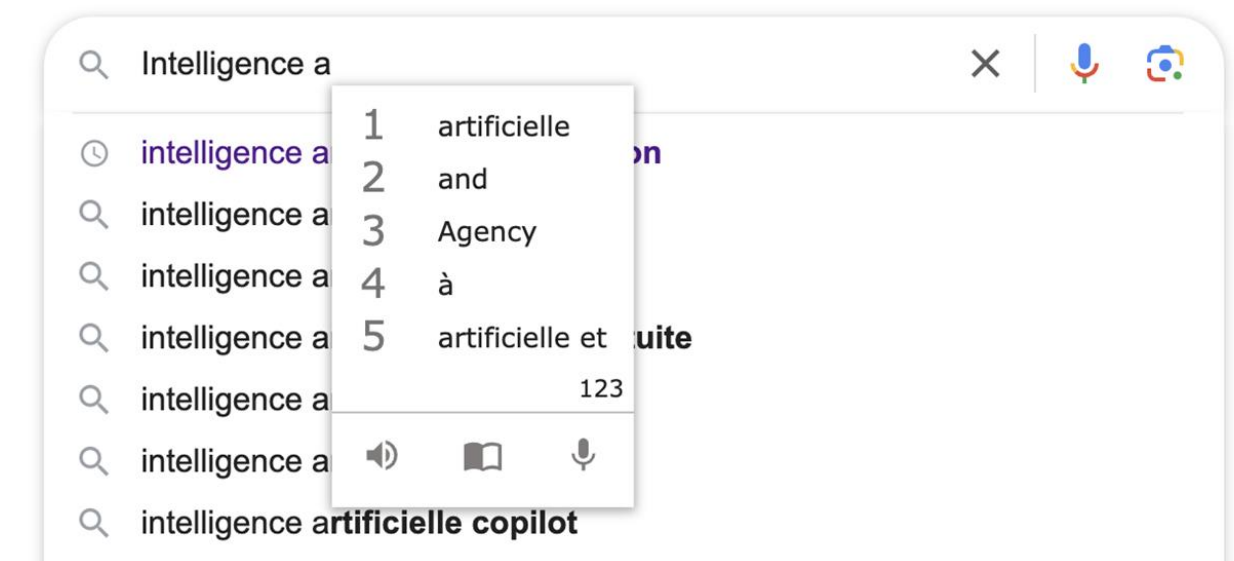 Intelligence a
1 artificielle
2 and
3 Agency
4 à
5 artificielle et
123
intelligence a on
intelligence a
intelligence a
intelligence a uite
intelligence a
intelligence a
intelligence artificielle copilot